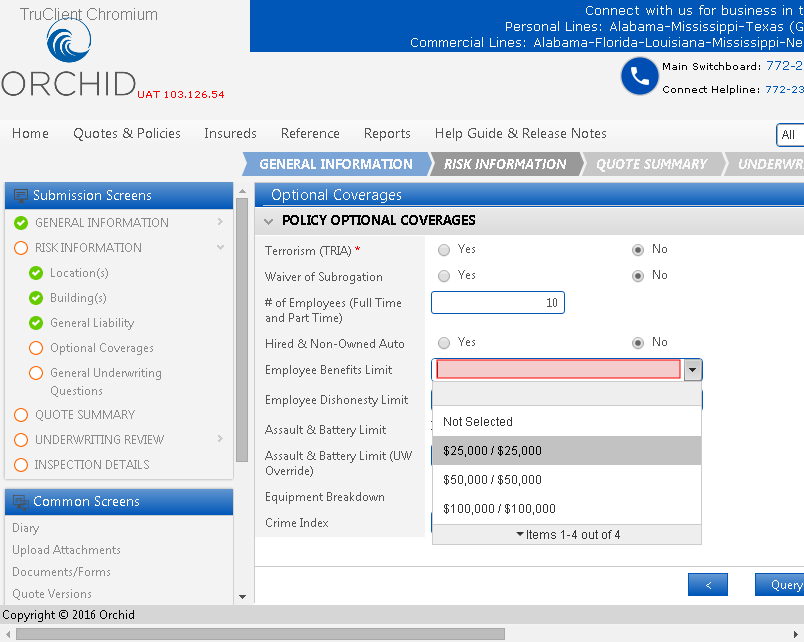 TruClient Chromium
Connect with us for business in t
Personal Lines: Alabama-Mississippi-Texas (G
Commercial Lines: Alabama-Florida-Louisiana-Mississippi-Ne
ORCHID
UAT 103.126.54
Main Switchboard: 772-2
Connect Helpline: 772-23
Home Quotes & Policies Insureds Reference Reports Help Guide & Release Notes All
GENERAL INFORMATION RISK INFORMATION QUOTE SUMMARY UNDERWR
Submission Screens
GENERAL INFORMATION
RISK INFORMATION
Location(s)
Building(s)
General Liability
Optional Coverages
General Underwriting
Questions
QUOTE SUMMARY
UNDERWRITING REVIEW
INSPECTION DETAILS
Common Screens
Diary
Upload Attachments
Documents/Forms
Quote Versions
Optional Coverages
POLICY OPTIONAL COVERAGES
Terrorism (TRIA) * Yes No
Waiver of Subrogation Yes No
# of Employees (Full Time
and Part Time)
10
Hired & Non-Owned Auto Yes No
Employee Benefits Limit
Employee Dishonesty Limit
Assault & Battery Limit
Assault & Battery Limit (UW
Override)
Equipment Breakdown
Crime Index
Not Selected
$25,000 / $25,000
$50,000 / $50,000
$100,000 / $100,000
Items 1-4 out of 4
< Query
Copyright © 2016 Orchid